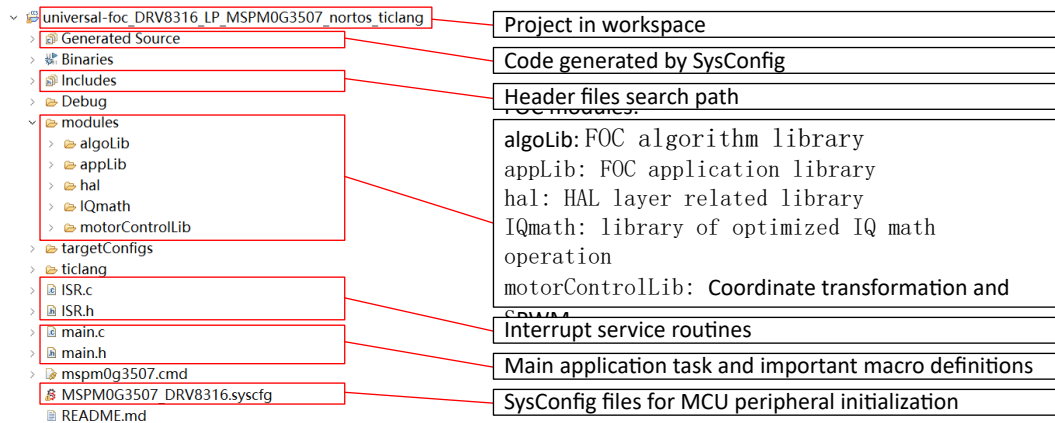 universal-foc_DRV8316_LP_MSPM0G3507_nortos_ticlang
Generated Source
Binaries
Includes
Debug
modules
algoLib
appLib
hal
IQmath
motorControlLib
targetConfigs
ticlang
ISR.c
ISR.h
main.c
main.h
mspm0g3507.cmd
MSPM0G3507_DRV8316.syscfg
README.md
Project in workspace
Code generated by SysConfig
Header files search path
FOC modules:
algoLib: FOC algorithm library
appLib: FOC application library
hal: HAL layer related library
IQmath: library of optimized IQ math
operation
motorControlLib: Coordinate transformation and
Interrupt service routines
Main application task and important macro definitions
SysConfig files for MCU peripheral initialization